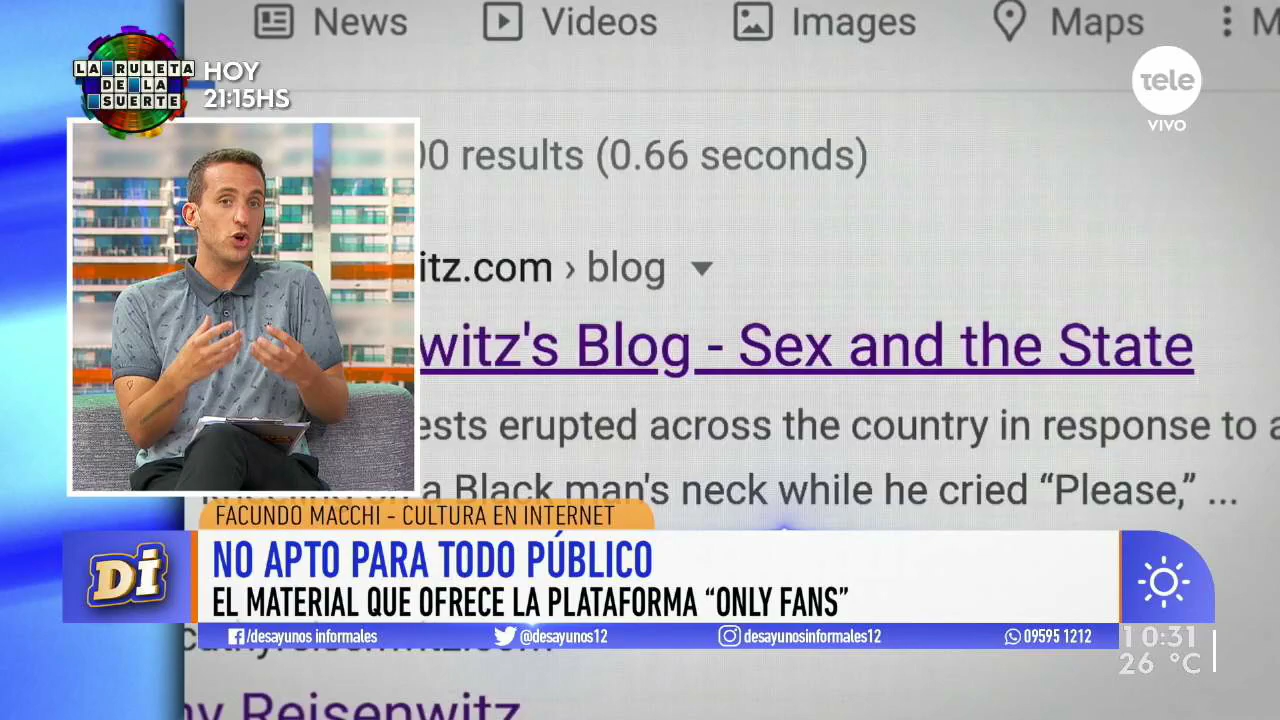 News Videos Images Maps
LA RULETA
DE LA
SUERTE
HOY
21:15HS
tele
VIVO
00 results (0.66 seconds)
itz.com › blog
witz's Blog - Sex and the State
ests erupted across the country in response to a
on a Black man's neck while he cried “Please,” ...
FACUNDO MACCHI - CULTURA EN INTERNET
Di
NO APTO PARA TODO PÚBLICO
EL MATERIAL QUE OFRECE LA PLATAFORMA “ONLY FANS”
/desayunos informales @desayunos12 desayunosinformales12 09595 1212
10:31
26 °C
Reisenwitz